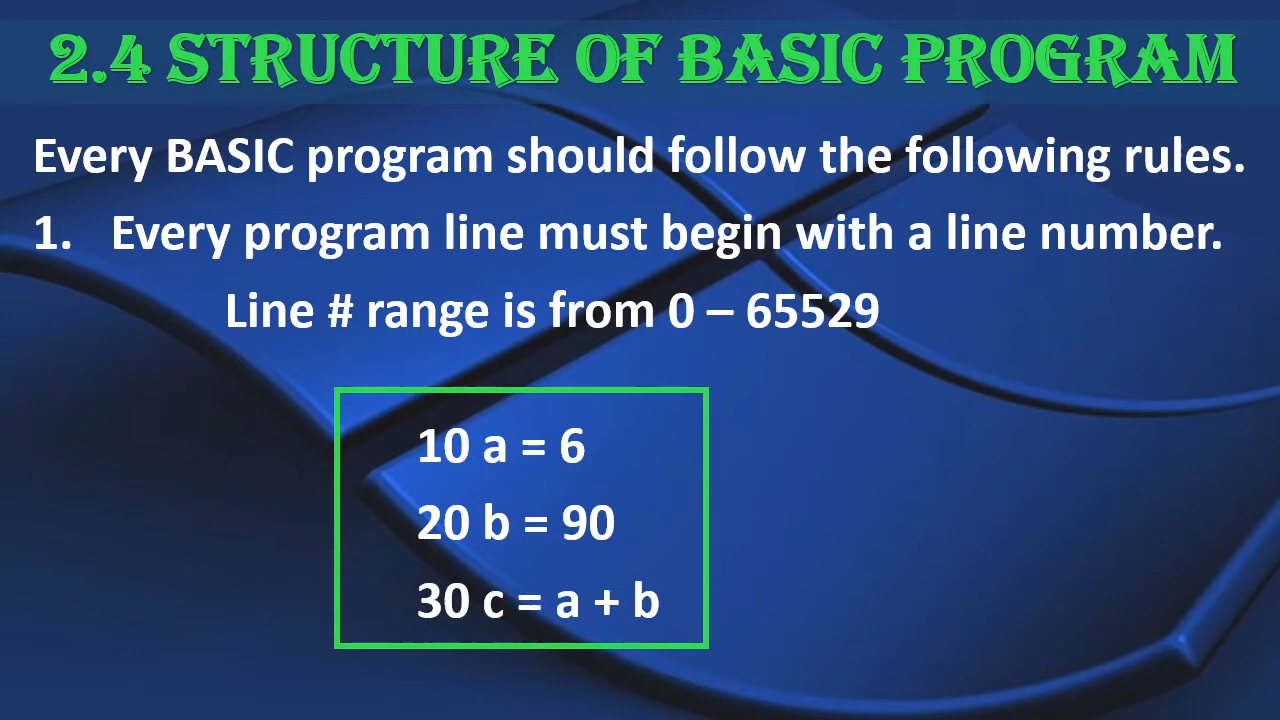 2.4 STRUCTURE OF BASIC PROGRAM
Every BASIC program should follow the following rules.
1. Every program line must begin with a line number.
Line # range is from 0 – 65529
10 a = 6
20 b = 90
30 c = a + b